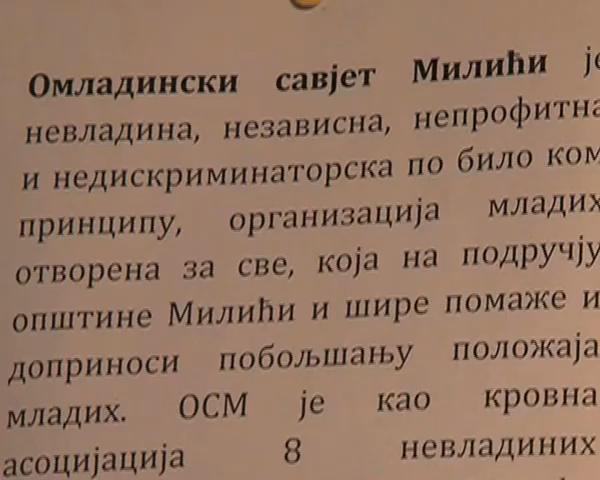 Омладински савјет Милићи је
невладина, независна, непрофитна
и недискриминаторска по било ком
принципу, организација младих
отворена за све, која на подручју
општине Милићи и шире помаже и
доприноси побољшању положаја
младих. ОСМ је као кровна
асоцијација 8 невладиних